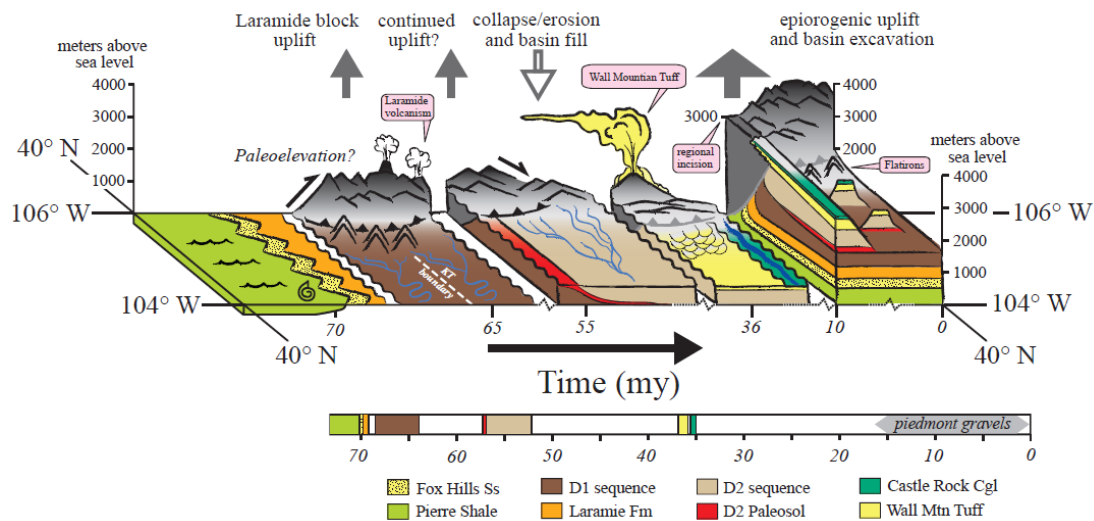 Laramide block
uplift
continued
uplift?
collapse/erosion
and basin fill
epiorogenic uplift
and basin excavation
meters above
sea level
4000
3000
2000
1000
40° N
106° W
104° W
40° N
Paleoelevation?
Laramide
volcanism
Wall Mountian Tuff
regional
incision
Flatirons
3000
4000
3000
2000
meters above
sea level
4000
3000
2000
1000
106° W
104° W
40° N
KT
boundary
70
65
55
36
10
0
Time (my)
piedmont gravels
70
60
50
40
30
20
10
0
Fox Hills Ss
D1 sequence
D2 sequence
Castle Rock Cgl
Pierre Shale
Laramie Fm
D2 Paleosol
Wall Mtn Tuff